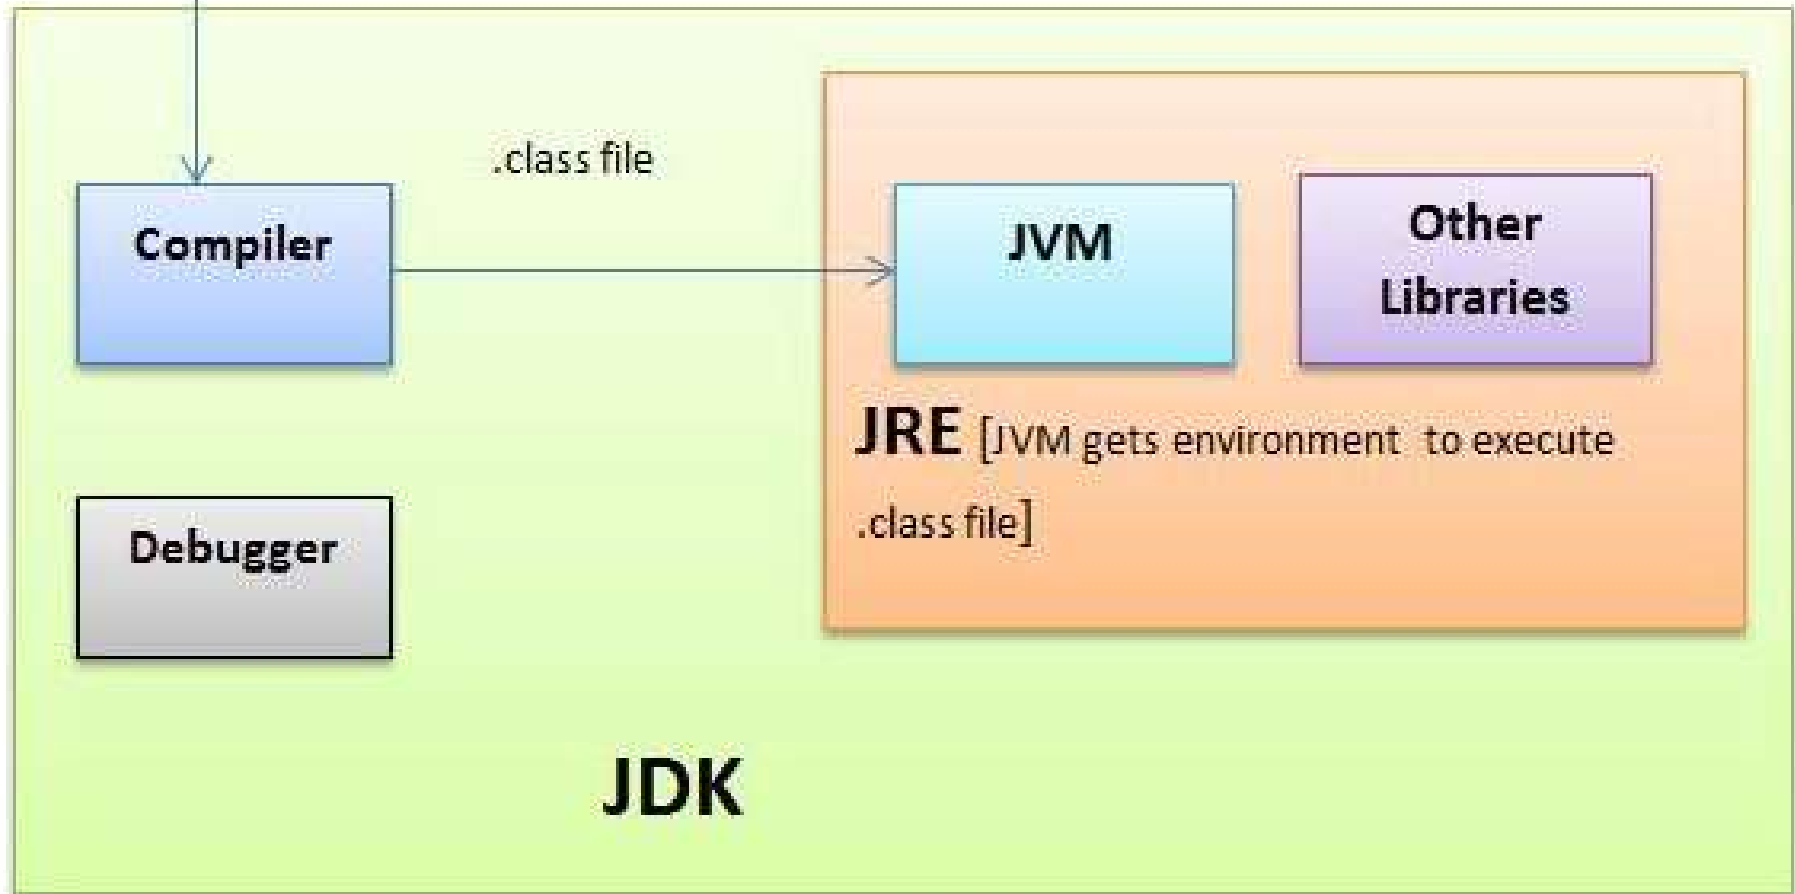 .class file
Compiler
JVM
Other
Libraries
JRE [JVM gets environment to execute
.class file]
Debugger
JDK